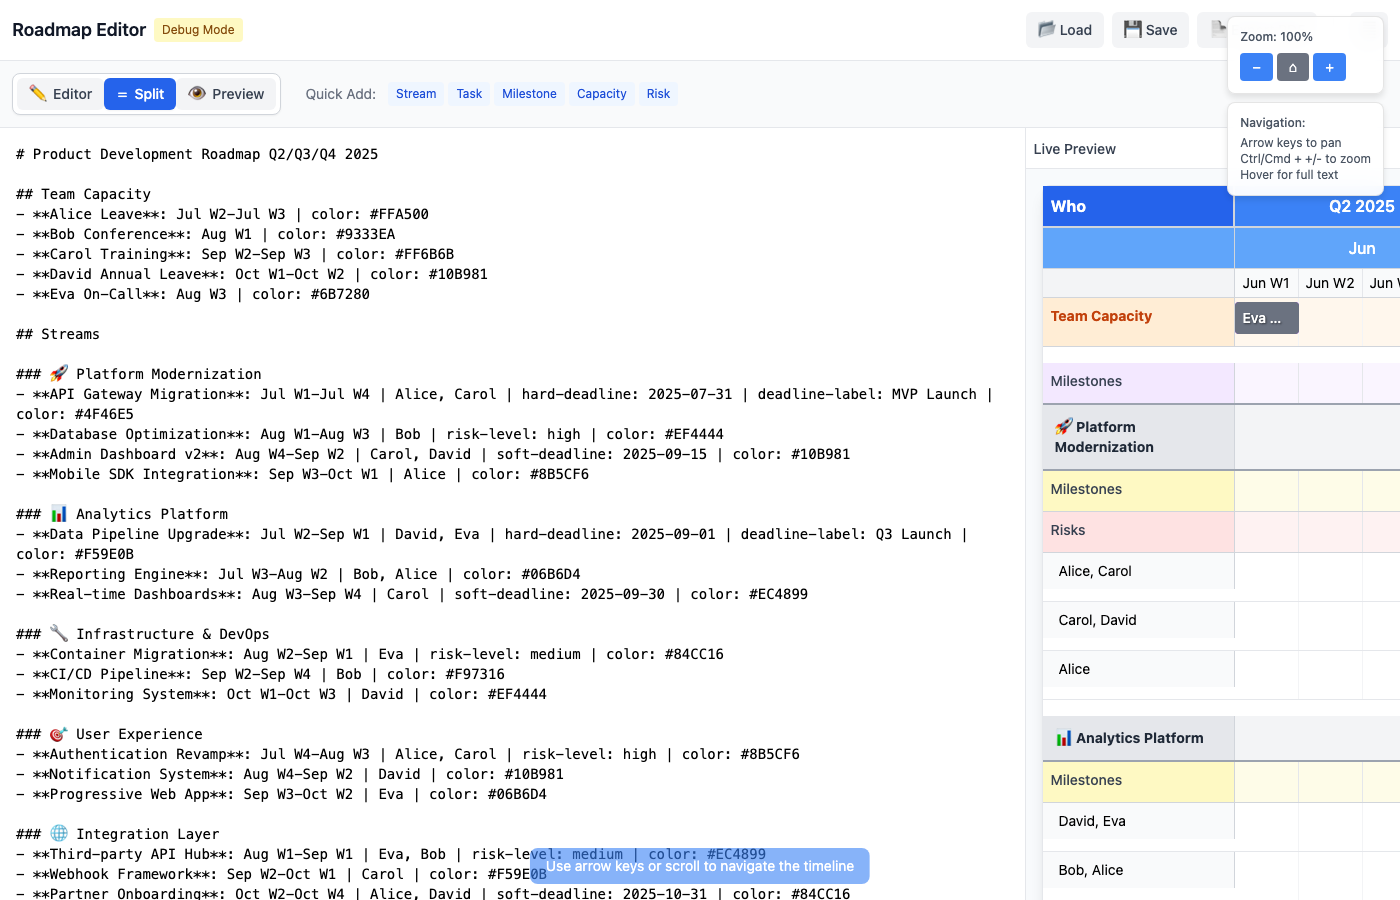 Roadmap Editor
Debug Mode
📂 Load
💾 Save
✏️ Editor
= Split
👁️ Preview
Quick Add:
Stream
Task
Milestone
Capacity
Risk
Zoom: 100%
−
⌂
+
Navigation:
Arrow keys to pan
Ctrl/Cmd + +/- to zoom
Hover for full text
# Product Development Roadmap Q2/Q3/Q4 2025
## Team Capacity
- **Alice Leave**: Jul W2-Jul W3 | color: #FFA500
- **Bob Conference**: Aug W1 | color: #9333EA
- **Carol Training**: Sep W2-Sep W3 | color: #FF6B6B
- **David Annual Leave**: Oct W1-Oct W2 | color: #10B981
- **Eva On-Call**: Aug W3 | color: #6B7280
## Streams
### 🚀 Platform Modernization
- **API Gateway Migration**: Jul W1-Jul W4 | Alice, Carol | hard-deadline: 2025-07-31 | deadline-label: MVP Launch |
color: #4F46E5
- **Database Optimization**: Aug W1-Aug W3 | Bob | risk-level: high | color: #EF4444
- **Admin Dashboard v2**: Aug W4-Sep W2 | Carol, David | soft-deadline: 2025-09-15 | color: #10B981
- **Mobile SDK Integration**: Sep W3-Oct W1 | Alice | color: #8B5CF6
### 📊 Analytics Platform
- **Data Pipeline Upgrade**: Jul W2-Sep W1 | David, Eva | hard-deadline: 2025-09-01 | deadline-label: Q3 Launch |
color: #F59E0B
- **Reporting Engine**: Jul W3-Aug W2 | Bob, Alice | color: #06B6D4
- **Real-time Dashboards**: Aug W3-Sep W4 | Carol | soft-deadline: 2025-09-30 | color: #EC4899
### 🔧 Infrastructure & DevOps
- **Container Migration**: Aug W2-Sep W1 | Eva | risk-level: medium | color: #84CC16
- **CI/CD Pipeline**: Sep W2-Sep W4 | Bob | color: #F97316
- **Monitoring System**: Oct W1-Oct W3 | David | color: #EF4444
### 🎯 User Experience
- **Authentication Revamp**: Jul W4-Aug W3 | Alice, Carol | risk-level: high | color: #8B5CF6
- **Notification System**: Aug W4-Sep W2 | David | color: #10B981
- **Progressive Web App**: Sep W3-Oct W2 | Eva | color: #06B6D4
### 🌐 Integration Layer
- **Third-party API Hub**: Aug W1-Sep W1 | Eva, Bob | risk-level: medium | color: #EC4899
- **Webhook Framework**: Sep W2-Oct W1 | Carol | color: #F59E0B
- **Partner Onboarding**: Oct W2-Oct W4 | Alice, David | soft-deadline: 2025-10-31 | color: #84CC16
Use arrow keys or scroll to navigate the timeline
Live Preview
Who
Q2 2025
Jun
Jun W1
Jun W2
Jun
Team Capacity
Eva ...
Milestones
🚀 Platform
Modernization
Milestones
Risks
Alice, Carol
Carol, David
Alice
📊 Analytics Platform
Milestones
David, Eva
Bob, Alice